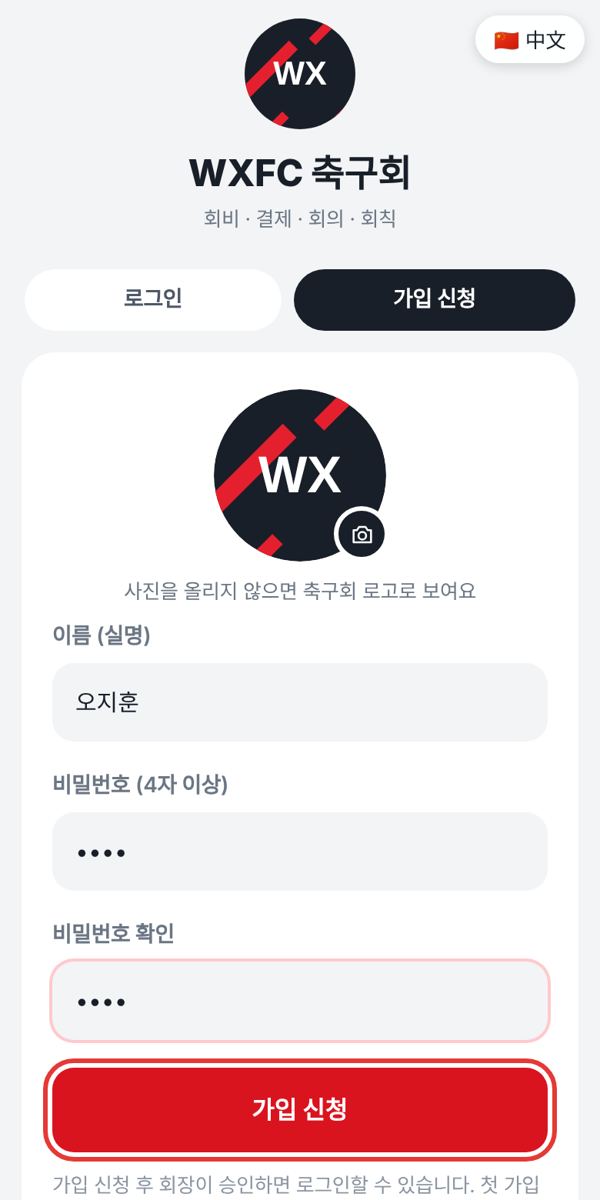 WX
🇨🇳 中文
WXFC 축구회
회비 · 결제 · 회의 · 회칙
로그인
가입 신청
WX
사진을 올리지 않으면 축구회 로고로 보여요
이름 (실명)
오지훈
비밀번호 (4자 이상)
••••
비밀번호 확인
••••
가입 신청
가입 신청 후 회장이 승인하면 로그인할 수 있습니다. 첫 가입